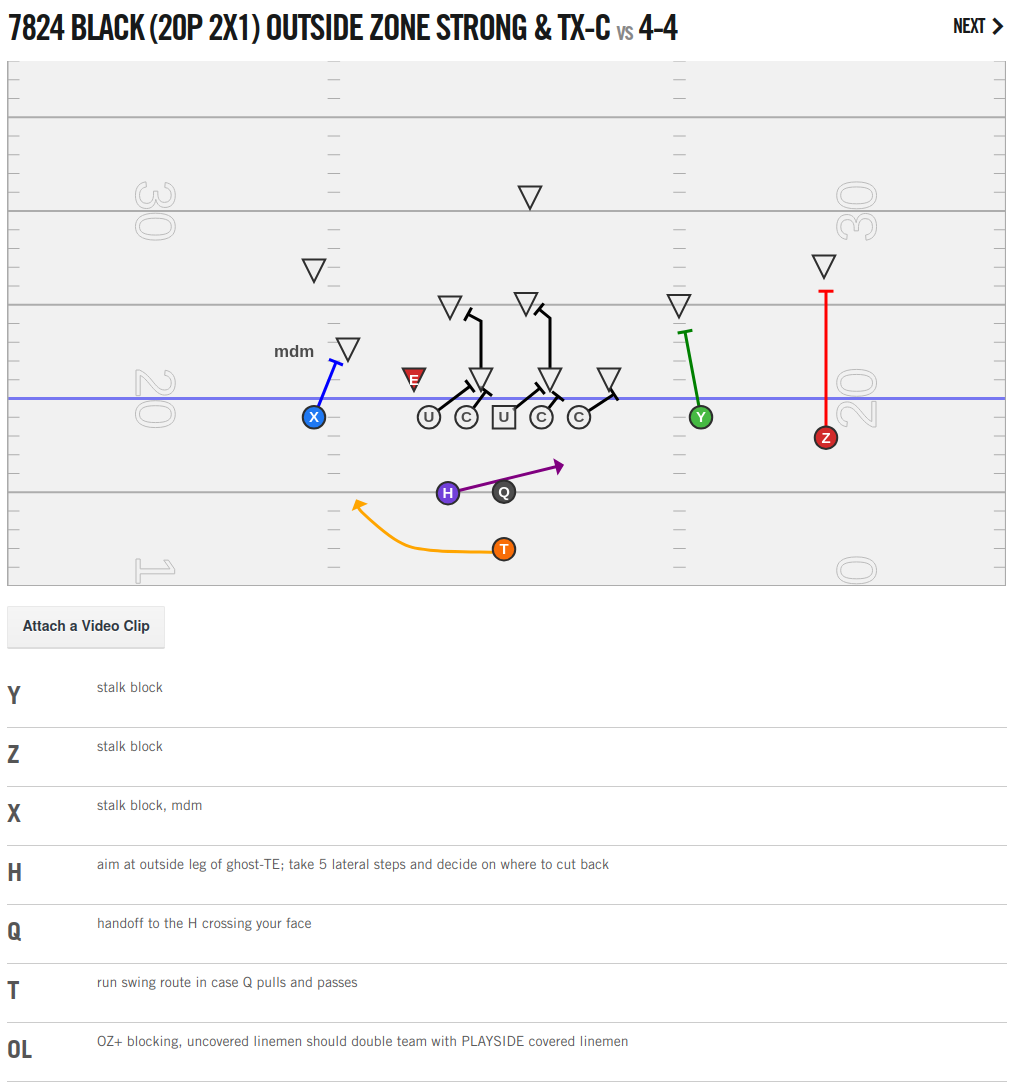 7824 BLACK (20P 2X1) OUTSIDE ZONE STRONG & TX-C VS 4-4
NEXT
30
30
mdm
E
20
20
X
U
C
U
C
C
Y
Z
H
Q
T
1
0
Attach a Video Clip
Y
stalk block
Z
stalk block
X
stalk block, mdm
H
aim at outside leg of ghost-TE; take 5 lateral steps and decide on where to cut back
Q
handoff to the H crossing your face
T
run swing route in case Q pulls and passes
OL
OZ+ blocking, uncovered linemen should double team with PLAYSIDE covered linemen